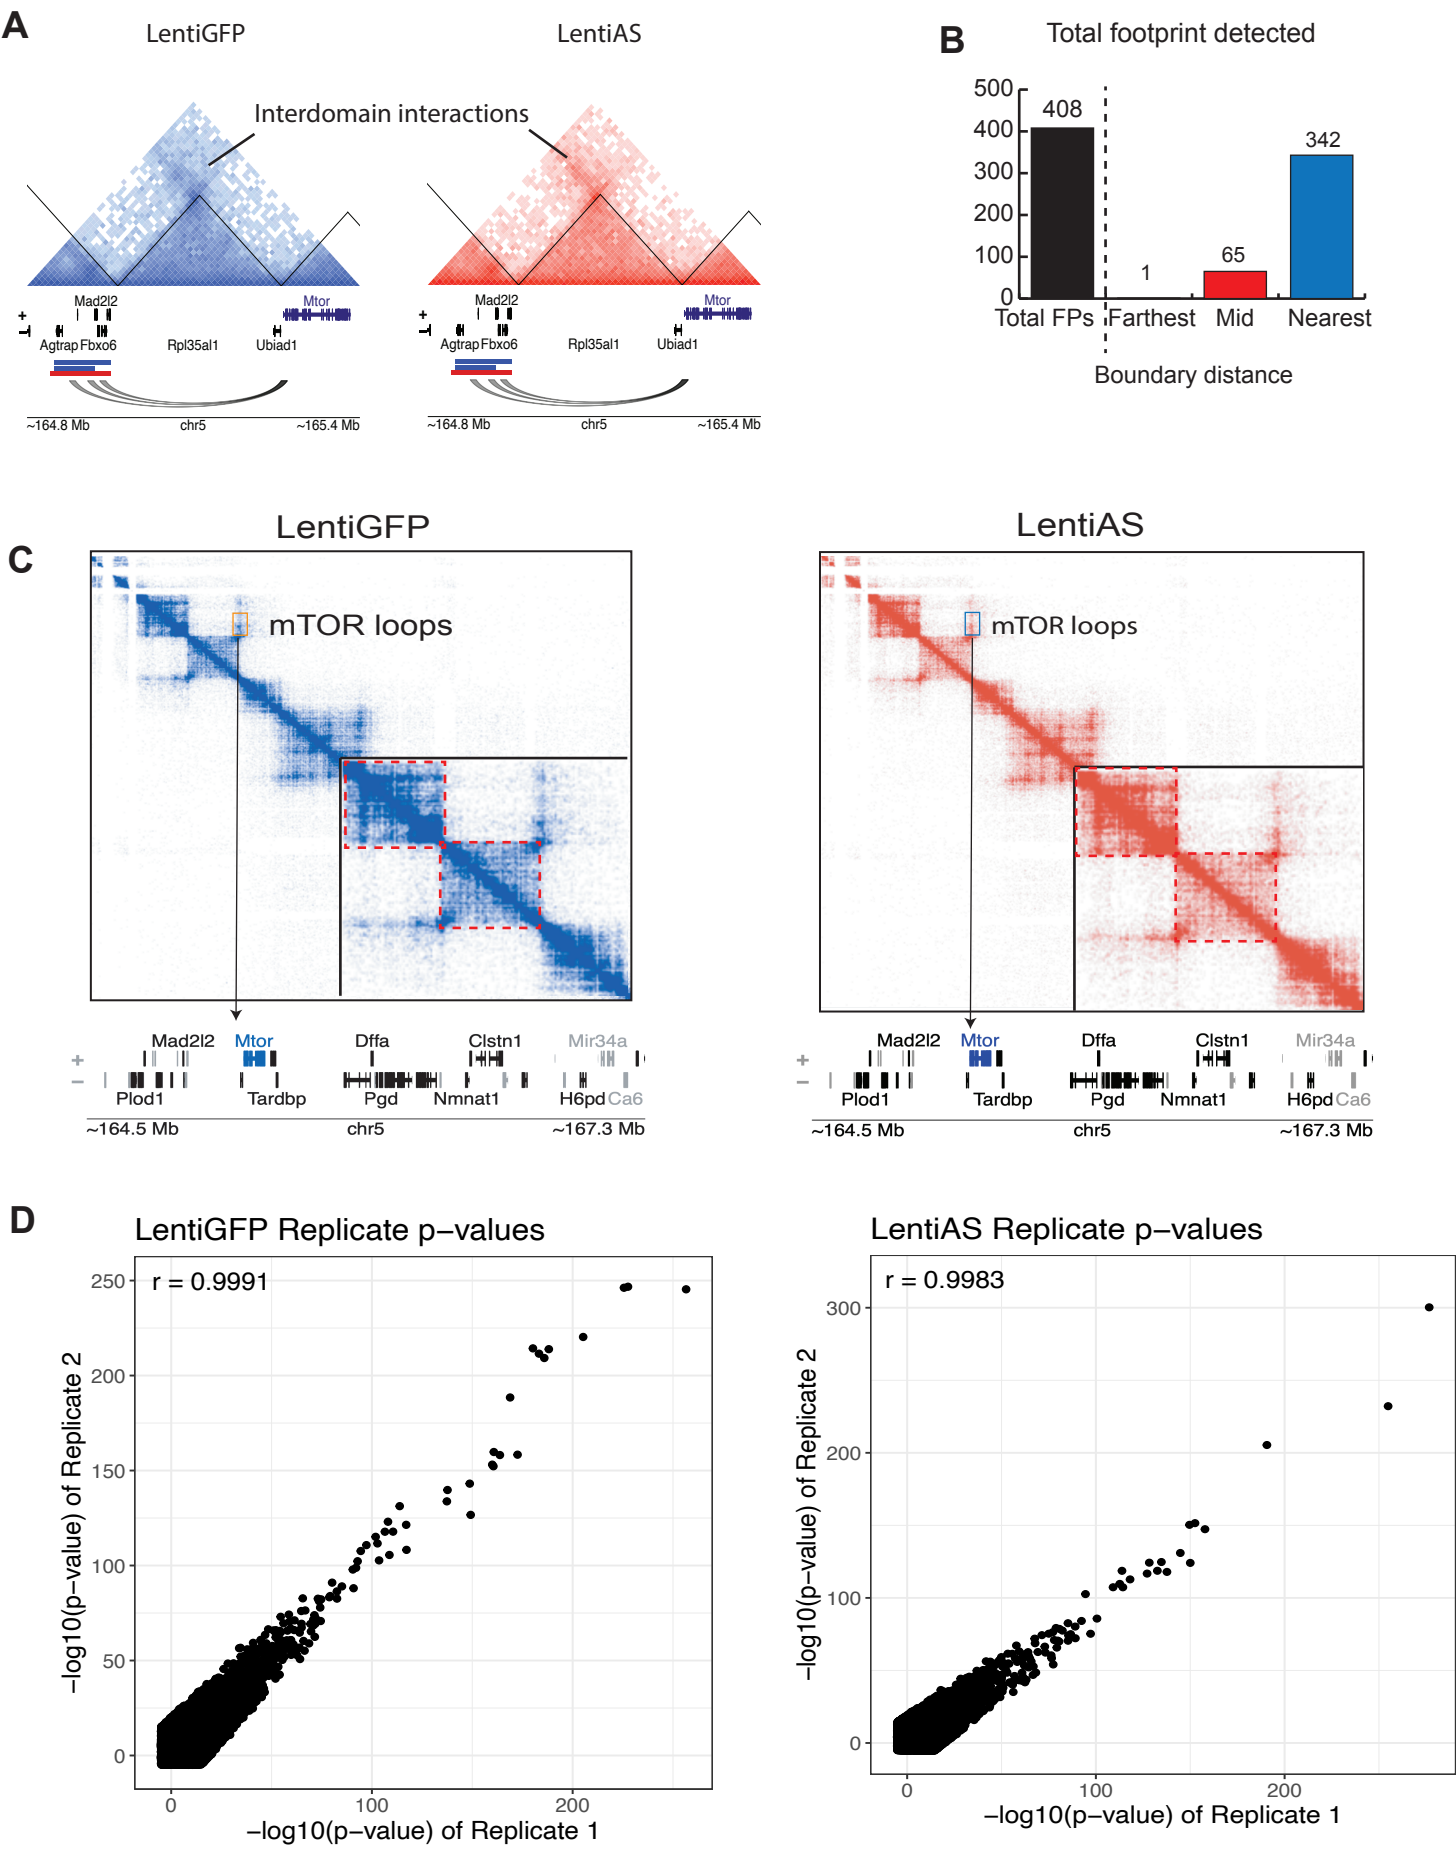 A
LentiGFP
LentiAS
Interdomain interactions
Mad2l2
Mtor
+
−
Agtrap Fbxo6
Rpl35al1
Ubiad1
~164.8 Mb
chr5
~165.4 Mb
Mad2l2
Mtor
+
−
Agtrap Fbxo6
Rpl35al1
Ubiad1
~164.8 Mb
chr5
~165.4 Mb
B
Total footprint detected
500
400
300
200
100
0
408
1
65
342
Total FPs
Farthest
Mid
Nearest
Boundary distance
C
LentiGFP
mTOR loops
Mad2l2
Mtor
Dffa
Clstn1
Mir34a
+
−
Plod1
Tardbp
Pgd
Nmnat1
H6pd Ca6
~164.5 Mb
chr5
~167.3 Mb
LentiAS
mTOR loops
Mad2l2
Mtor
Dffa
Clstn1
Mir34a
+
−
Plod1
Tardbp
Pgd
Nmnat1
H6pd Ca6
~164.5 Mb
chr5
~167.3 Mb
D
LentiGFP Replicate p−values
r = 0.9991
−log10(p−value) of Replicate 2
250
200
150
100
50
0
0
100
200
−log10(p−value) of Replicate 1
LentiAS Replicate p−values
r = 0.9983
−log10(p−value) of Replicate 2
300
200
100
0
0
100
200
−log10(p−value) of Replicate 1